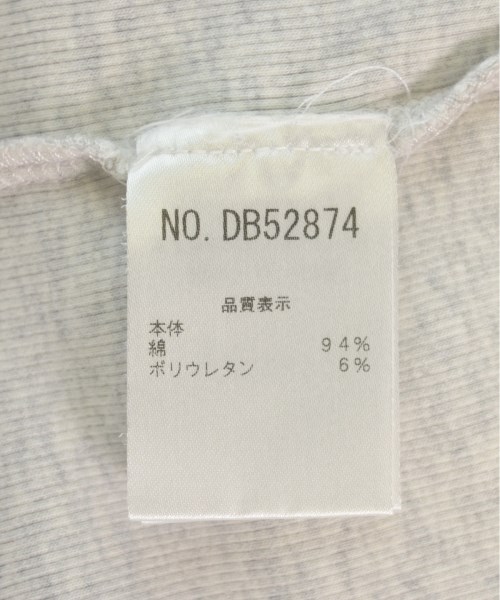 NO. DB52874
品質表示
本体
綿 94%
ポリウレタン 6%